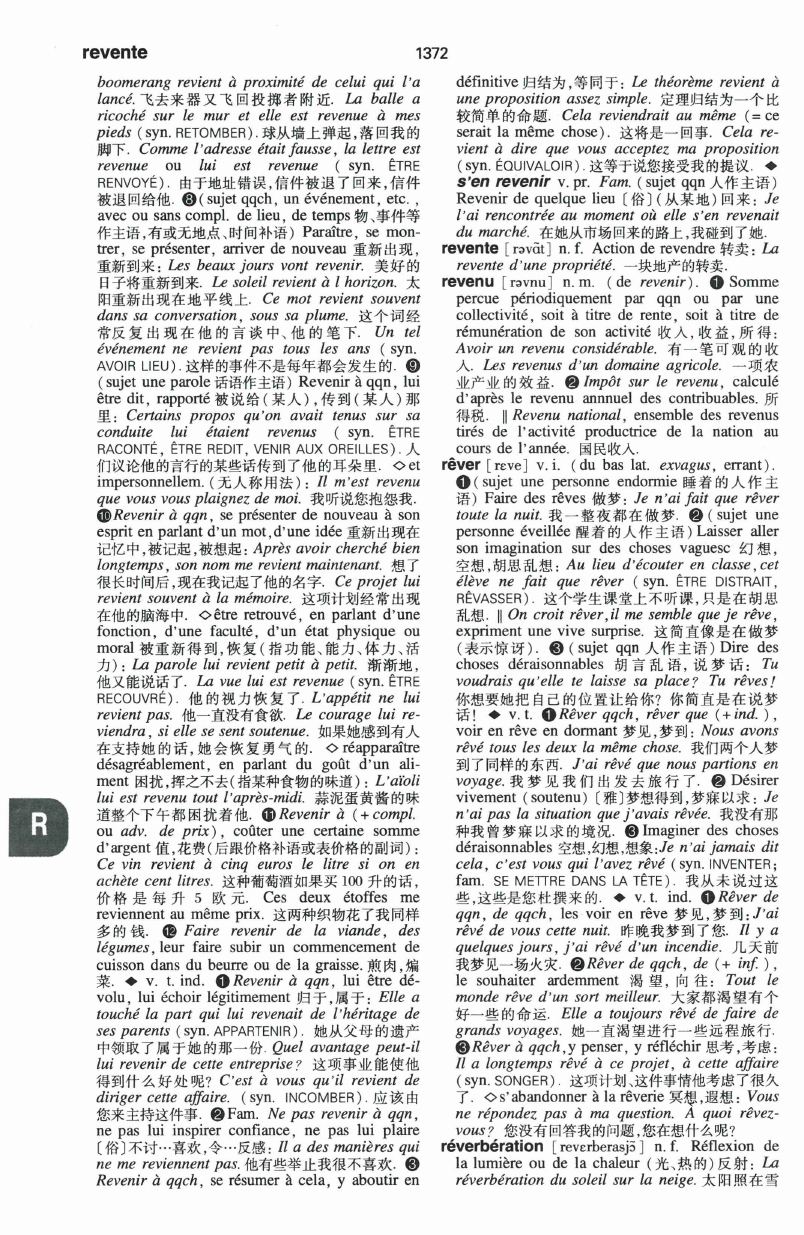 revente
1372
boomerang revient à proximité de celui qui l'a
lancé. 飞去来器又飞回投掷者附近. La balle a
ricoché sur le mur et elle est revenue à mes
pieds (syn. RETOMBER). 球从墙上弹起,落回我的
脚下. Comme l'adresse était fausse, la lettre est
revenue ou lui est revenue ( syn. ÊTRE
RENVOYÉ). 由于地址错误,信件被退了回来,信件
被退回给他. ❽(sujet qqch, un événement, etc. ,
avec ou sans compl. de lieu, de temps 物、事件等
作主语,有或无地点、时间补语) Paraître, se mon-
trer, se présenter, arriver de nouveau 重新出现,
重新到来: Les beaux jours vont revenir. 美好的
日子将重新到来. Le soleil revient à l horizon. 太
阳重新出现在地平线上. Ce mot revient souvent
dans sa conversation, sous sa plume. 这个词经
常反复出现在他的言谈中、他的笔下. Un tel
événement ne revient pas tous les ans ( syn.
AVOIR LIEU). 这样的事件不是每年都会发生的. ❾
(sujet une parole 话语作主语) Revenir à qqn, lui
être dit, rapporté 被说给(某人),传到(某人)那
里: Certains propos qu'on avait tenus sur sa
conduite lui étaient revenus ( syn. ÊTRE
RACONTÉ, ÊTRE REDIT, VENIR AUX OREILLES). 人
们议论他的言行的某些话传到了他的耳朵里. ◇et
impersonnellem. (无人称用法): Il m'est revenu
que vous vous plaignez de moi. 我听说您抱怨我.
❿Revenir à qqn, se présenter de nouveau à son
esprit en parlant d'un mot,d'une idée 重新出现在
记忆中,被记起,被想起: Après avoir cherché bien
longtemps, son nom me revient maintenant. 想了
很长时间后,现在我记起了他的名字. Ce projet lui
revient souvent à la mémoire. 这项计划经常出现
在他的脑海中. ◇être retrouvé, en parlant d'une
fonction, d'une faculté, d'un état physique ou
moral 被重新得到,恢复(指功能、能力、体力、活
力): La parole lui revient petit à petit. 渐渐地,
他又能说话了. La vue lui est revenue (syn. ÊTRE
RECOUVRÉ). 他的视力恢复了. L'appétit ne lui
revient pas. 他一直没有食欲. Le courage lui re-
viendra, si elle se sent soutenue. 如果她感到有人
在支持她的话,她会恢复勇气的. ◇réapparaître
désagréablement, en parlant du goût d'un ali-
ment 困扰,挥之不去(指某种食物的味道): L'aïoli
lui est revenu tout l'après-midi. 蒜泥蛋黄酱的味
道整个下午都困扰着他. ⓫Revenir à (+compl.
ou adv. de prix), coûter une certaine somme
d'argent 值,花费(后跟价格补语或表价格的副词):
Ce vin revient à cinq euros le litre si on en
achète cent litres. 这种葡萄酒如果买 100 升的话,
价格是每升 5 欧元. Ces deux étoffes me
reviennent au même prix. 这两种织物花了我同样
多的钱. ⓬ Faire revenir de la viande, des
légumes, leur faire subir un commencement de
cuisson dans du beurre ou de la graisse. 煎肉,煸
菜. ◆ v. t. ind. ❶Revenir à qqn, lui être dé-
volu, lui échoir légitimement 归于,属于: Elle a
touché la part qui lui revenait de l'héritage de
ses parents (syn. APPARTENIR). 她从父母的遗产
中领取了属于她的那一份. Quel avantage peut-il
lui revenir de cette entreprise? 这项事业能使他
得到什么好处呢? C'est à vous qu'il revient de
diriger cette affaire. (syn. INCOMBER). 应该由
您来主持这件事. ❷Fam. Ne pas revenir à qqn,
ne pas lui inspirer confiance, ne pas lui plaire
〔俗〕不讨…喜欢,令…反感: Il a des manières qui
ne me reviennent pas. 他有些举止我很不喜欢. ❸
Revenir à qqch, se résumer à cela, y aboutir en
définitive 归结为,等同于: Le théorème revient à
une proposition assez simple. 定理归结为一个比
较简单的命题. Cela reviendrait au même (= ce
serait la même chose). 这将是一回事. Cela re-
vient à dire que vous acceptez ma proposition
(syn. ÉQUIVALOIR). 这等于说您接受我的提议. ◆
s'en revenir v. pr. Fam. (sujet qqn 人作主语)
Revenir de quelque lieu〔俗〕(从某地)回来: Je
l'ai rencontrée au moment où elle s'en revenait
du marché. 在她从市场回来的路上,我碰到了她.
revente [rəvɑ̃t] n. f. Action de revendre 转卖: La
revente d'une propriété. 一块地产的转卖.
revenu [rəvnu] n. m. (de revenir). ❶ Somme
percue périodiquement par qqn ou par une
collectivité, soit à titre de rente, soit à titre de
rémunération de son activité 收入,收益,所得:
Avoir un revenu considérable. 有一笔可观的收
入. Les revenus d'un domaine agricole. 一项农
业产业的效益. ❷ Impôt sur le revenu, calculé
d'après le revenu annnuel des contribuables. 所
得税. ‖ Revenu national, ensemble des revenus
tirés de l'activité productrice de la nation au
cours de l'année. 国民收入.
rêver [rɛve] v. i. (du bas lat. exvagus, errant).
❶(sujet une personne endormie 睡着的人作主
语) Faire des rêves 做梦: Je n'ai fait que rêver
toute la nuit. 我一整夜都在做梦. ❷(sujet une
personne éveillée 醒着的人作主语) Laisser aller
son imagination sur des choses vaguesc 幻想,
空想,胡思乱想: Au lieu d'écouter en classe,cet
élève ne fait que rêver (syn. ÊTRE DISTRAIT,
RÊVASSER). 这个学生课堂上不听课,只是在胡思
乱想. ‖ On croit rêver,il me semble que je rêve,
expriment une vive surprise. 这简直像是在做梦
(表示惊讶). ❸(sujet qqn 人作主语) Dire des
choses déraisonnables 胡言乱语,说梦话: Tu
voudrais qu'elle te laisse sa place? Tu rêves!
你想要她把自己的位置让给你? 你简直是在说梦
话! ◆ v. t. ❶Rêver qqch, rêver que (+ind. ),
voir en rêve en dormant 梦见,梦到: Nous avons
rêvé tous les deux la même chose. 我们两个人梦
到了同样的东西. J'ai rêvé que nous partions en
voyage. 我梦见我们出发去旅行了. ❷ Désirer
vivement (soutenu)〔雅〕梦想得到,梦寐以求: Je
n'ai pas la situation que j'avais rêvée. 我没有那
种我曾梦寐以求的境况. ❸Imaginer des choses
déraisonnables 空想,幻想,想象:Je n'ai jamais dit
cela, c'est vous qui l'avez rêvé (syn. INVENTER;
fam. SE METTRE DANS LA TÊTE). 我从未说过这
些,这些是您杜撰来的. ◆ v. t. ind. ❶Rêver de
qqn, de qqch, les voir en rêve 梦见,梦到:J'ai
rêvé de vous cette nuit. 昨晚我梦到了您. Il y a
quelques jours, j'ai rêvé d'un incendie. 几天前
我梦见一场火灾. ❷Rêver de qqch, de (+ inf. ),
le souhaiter ardemment 渴望,向往: Tout le
monde rêve d'un sort meilleur. 大家都渴望有个
好一些的命运. Elle a toujours rêvé de faire de
grands voyages. 她一直渴望进行一些远程旅行.
❸Rêver à qqch,y penser, y réfléchir 思考,考虑:
Il a longtemps rêvé à ce projet, à cette affaire
(syn. SONGER). 这项计划、这件事情他考虑了很久
了. ◇s'abandonner à la rêverie 冥想,遐想: Vous
ne répondez pas à ma question. À quoi rêvez-
vous? 您没有回答我的问题,您在想什么呢?
réverbération [revɛrberasjɔ̃] n. f. Réflexion de
la lumière ou de la chaleur (光、热的)反射: La
réverbération du soleil sur la neige. 太阳照在雪
R